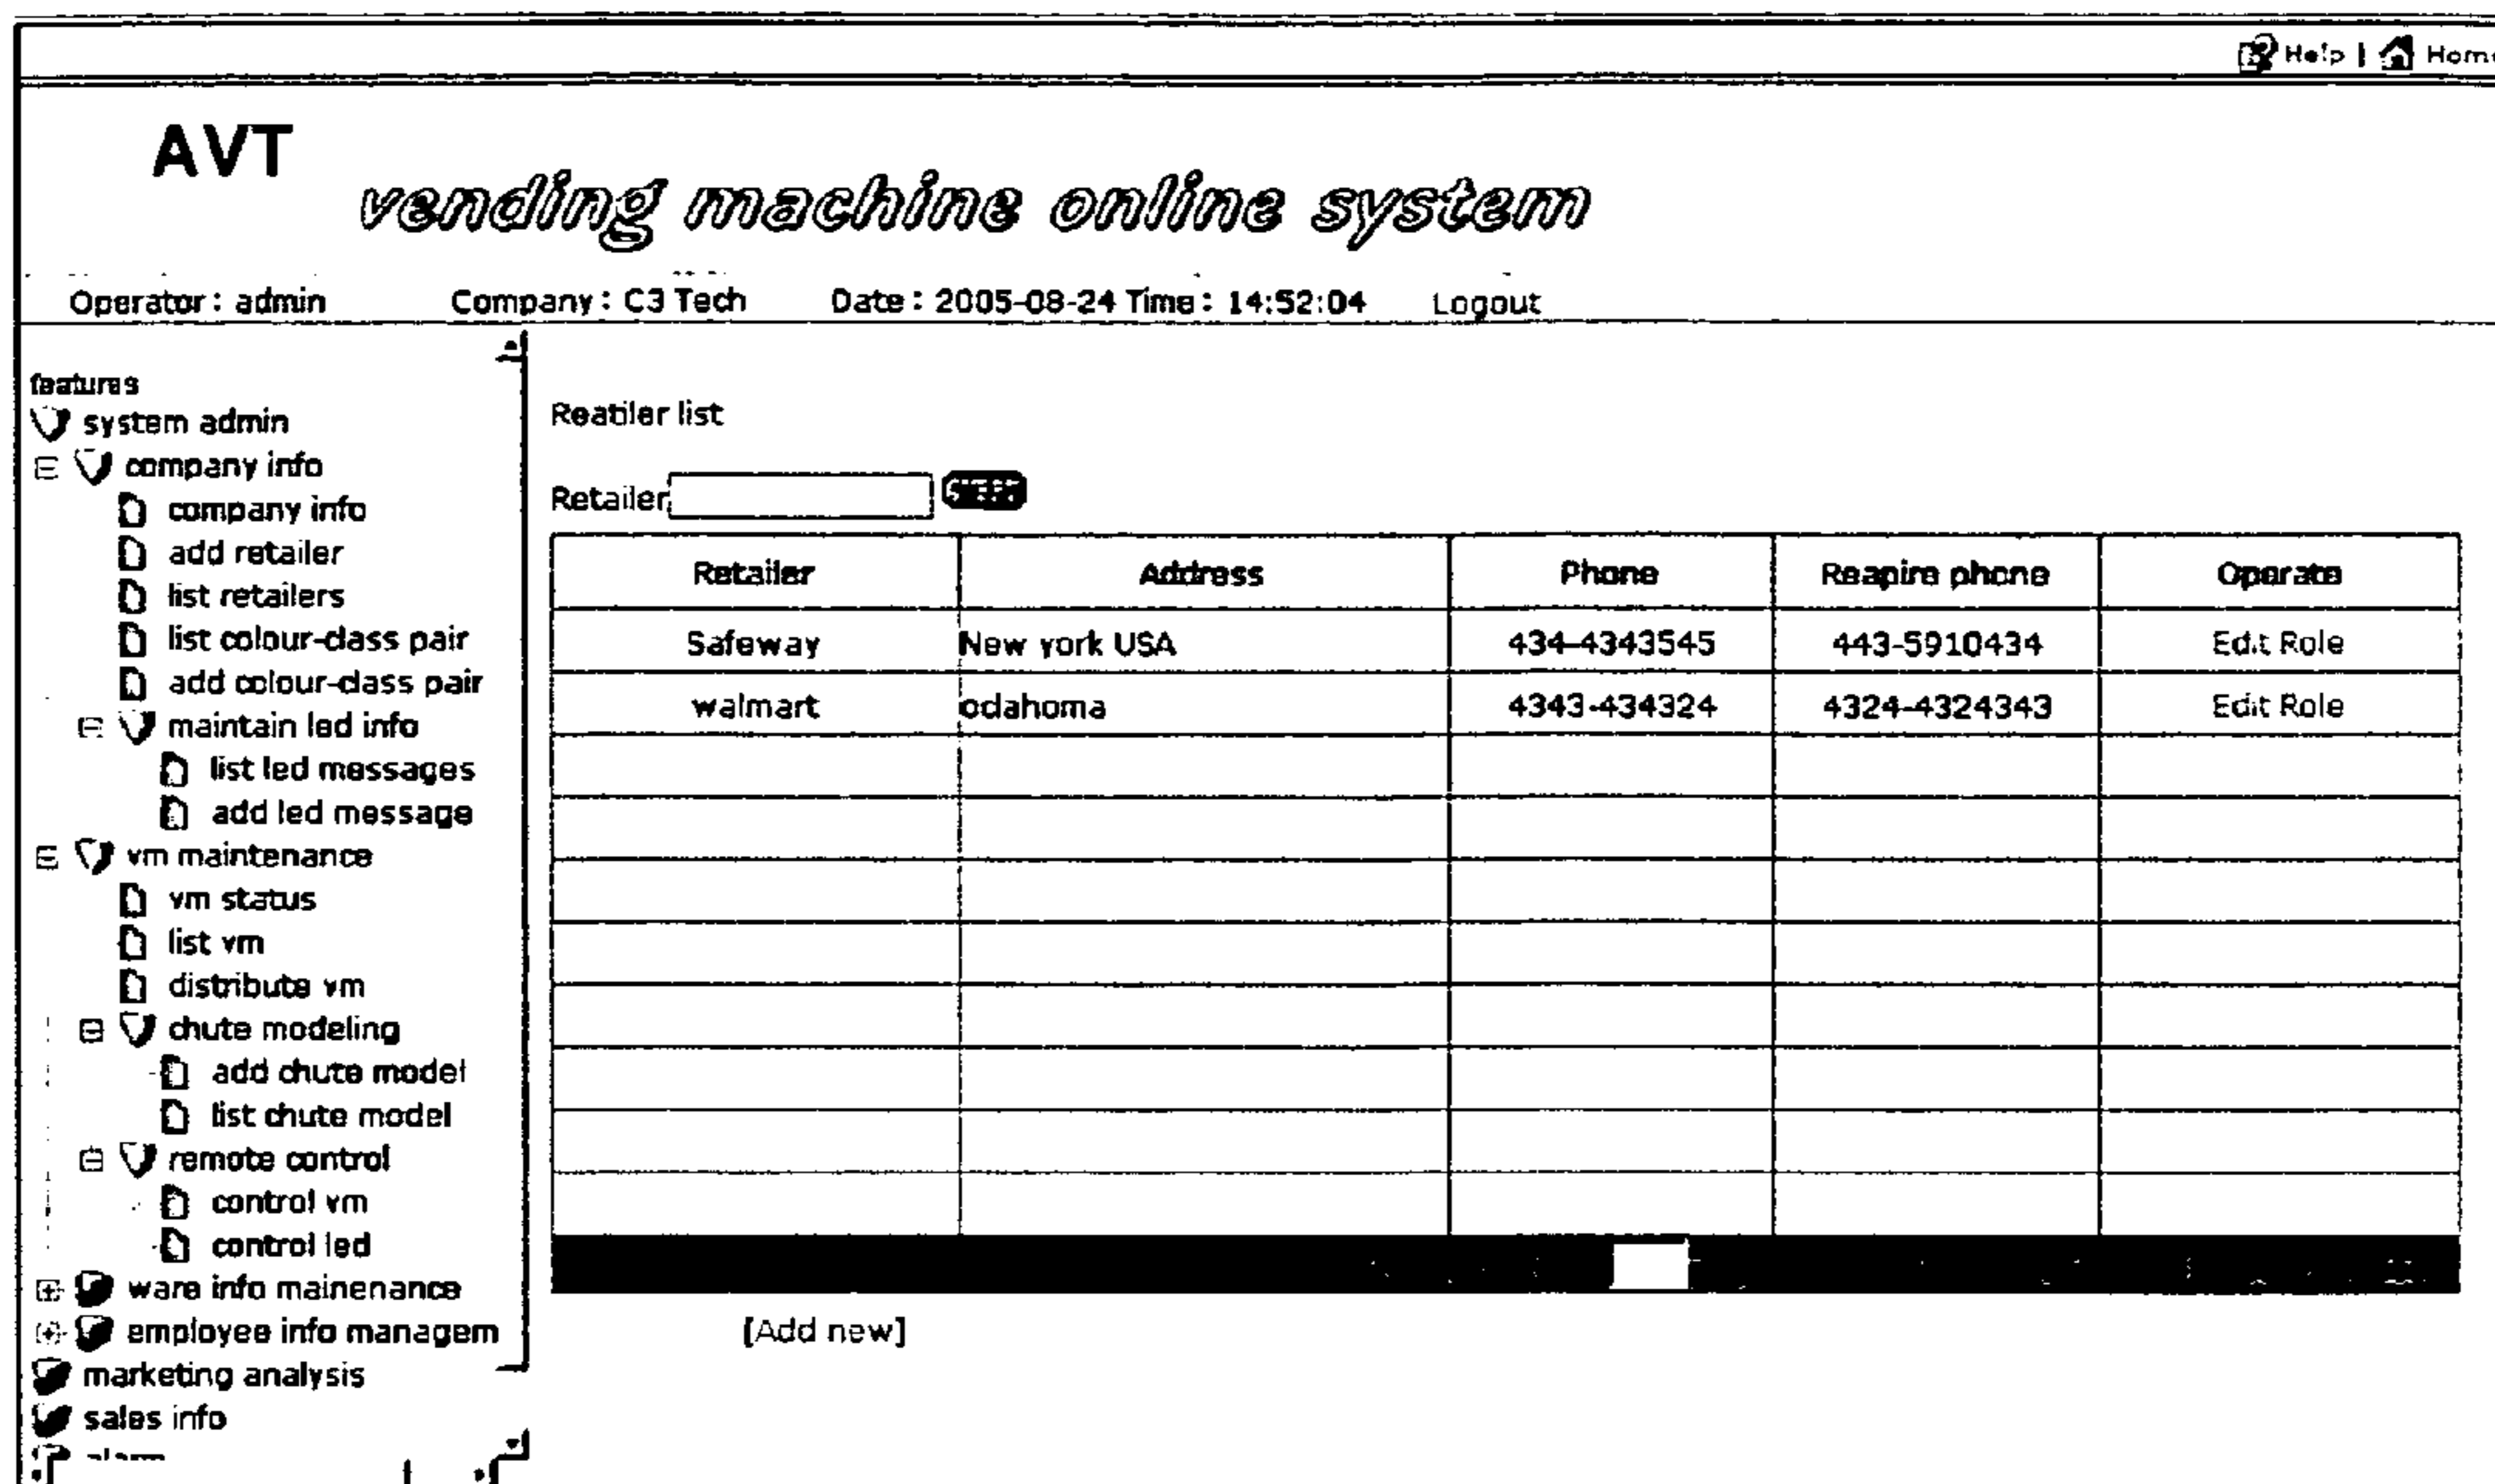 Help | Home
AVT
vending machine online system
Operator : admin Company : C3 Tech Date : 2005-08-24 Time : 14:52:04 Logout
features
system admin
company info
company info
add retailer
list retailers
list colour-class pair
add colour-class pair
maintain led info
list led messages
add led message
vm maintenance
vm status
list vm
distribute vm
chute modeling
add chute model
list chute model
remote control
control vm
control led
ware info mainenance
employee info managem
marketing analysis
sales info
alarm
Reatiler list
Retailer
Retailer Address Phone Reapire phone Operate
Safeway New york USA 434-4343545 443-5910434 Edit Role
walmart odahoma 4343-434324 4324-4324343 Edit Role
[Add new]